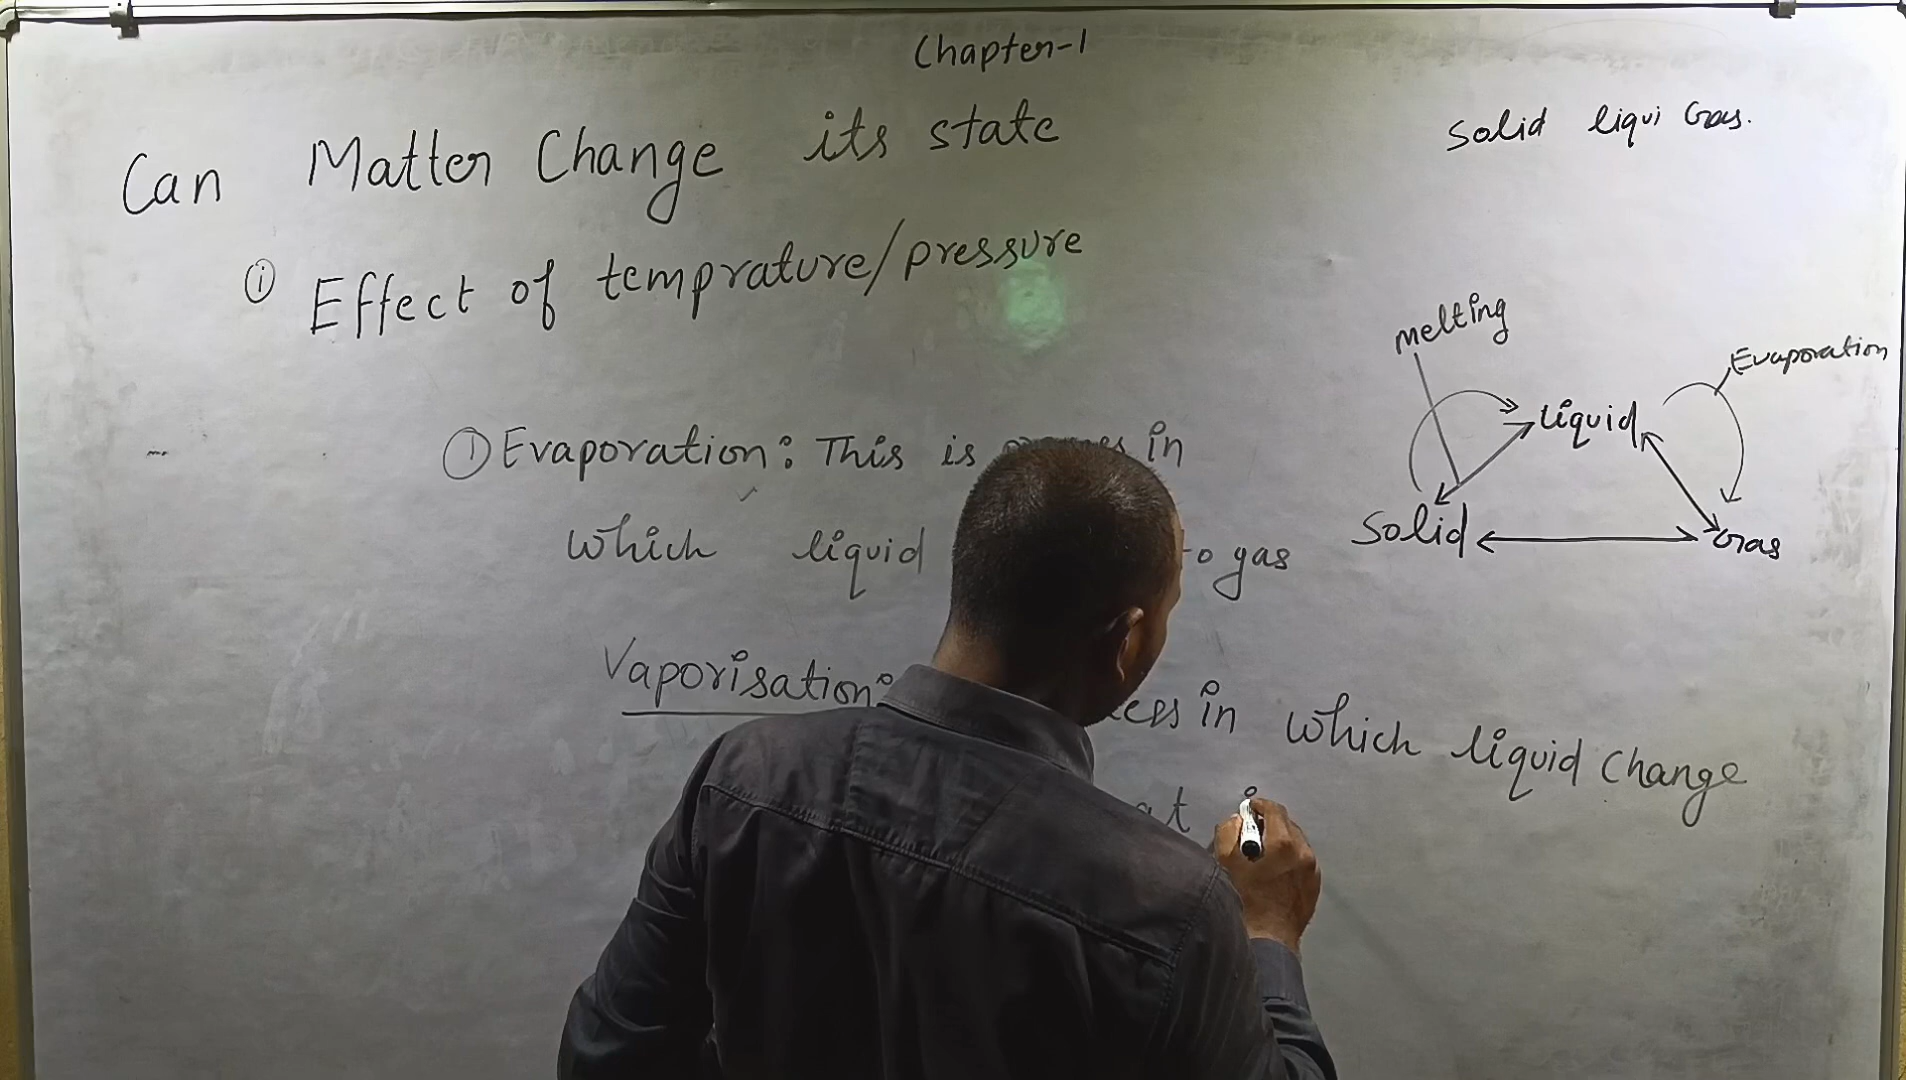 Chapter-1
Can Matter Change its state
Solid liqui Gas.
① Effect of temprature/pressure
melting
Evaporation
liquid
Solid
Gas
① Evaporation: This is in
which liquid gas
Vaporisation: in which liquid change
at